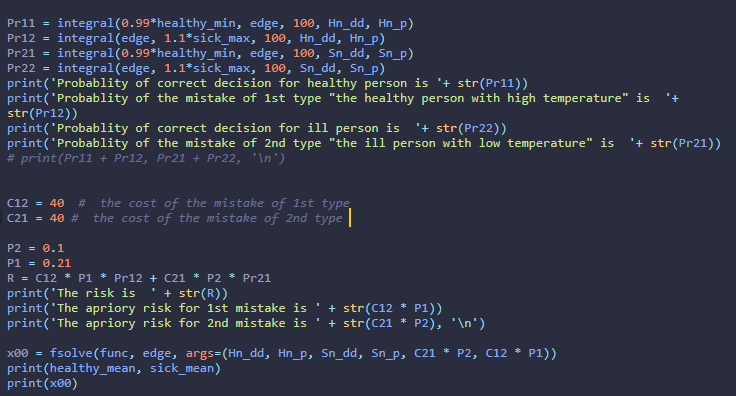 Pr11 = integral(0.99*healthy_min, edge, 100, Hn_dd, Hn_p)
Pr12 = integral(edge, 1.1*sick_max, 100, Hn_dd, Hn_p)
Pr21 = integral(0.99*healthy_min, edge, 100, Sn_dd, Sn_p)
Pr22 = integral(edge, 1.1*sick_max, 100, Sn_dd, Sn_p)
print('Probablity of correct decision for healthy person is '+ str(Pr11))
print('Probablity of the mistake of 1st type "the healthy person with high temperature" is  '+
str(Pr12))
print('Probablity of correct decision for ill person is  '+ str(Pr22))
print('Probablity of the mistake of 2nd type "the ill person with low temperature" is  '+ str(Pr21))
# print(Pr11 + Pr12, Pr21 + Pr22, '\n')
C12 = 40  #  the cost of the mistake of 1st type
C21 = 40 #  the cost of the mistake of 2nd type
P2 = 0.1
P1 = 0.21
R = C12 * P1 * Pr12 + C21 * P2 * Pr21
print('The risk is  ' + str(R))
print('The apriory risk for 1st mistake is ' + str(C12 * P1))
print('The apriory risk for 2nd mistake is ' + str(C21 * P2), '\n')
x00 = fsolve(func, edge, args=(Hn_dd, Hn_p, Sn_dd, Sn_p, C21 * P2, C12 * P1))
print(healthy_mean, sick_mean)
print(x00)